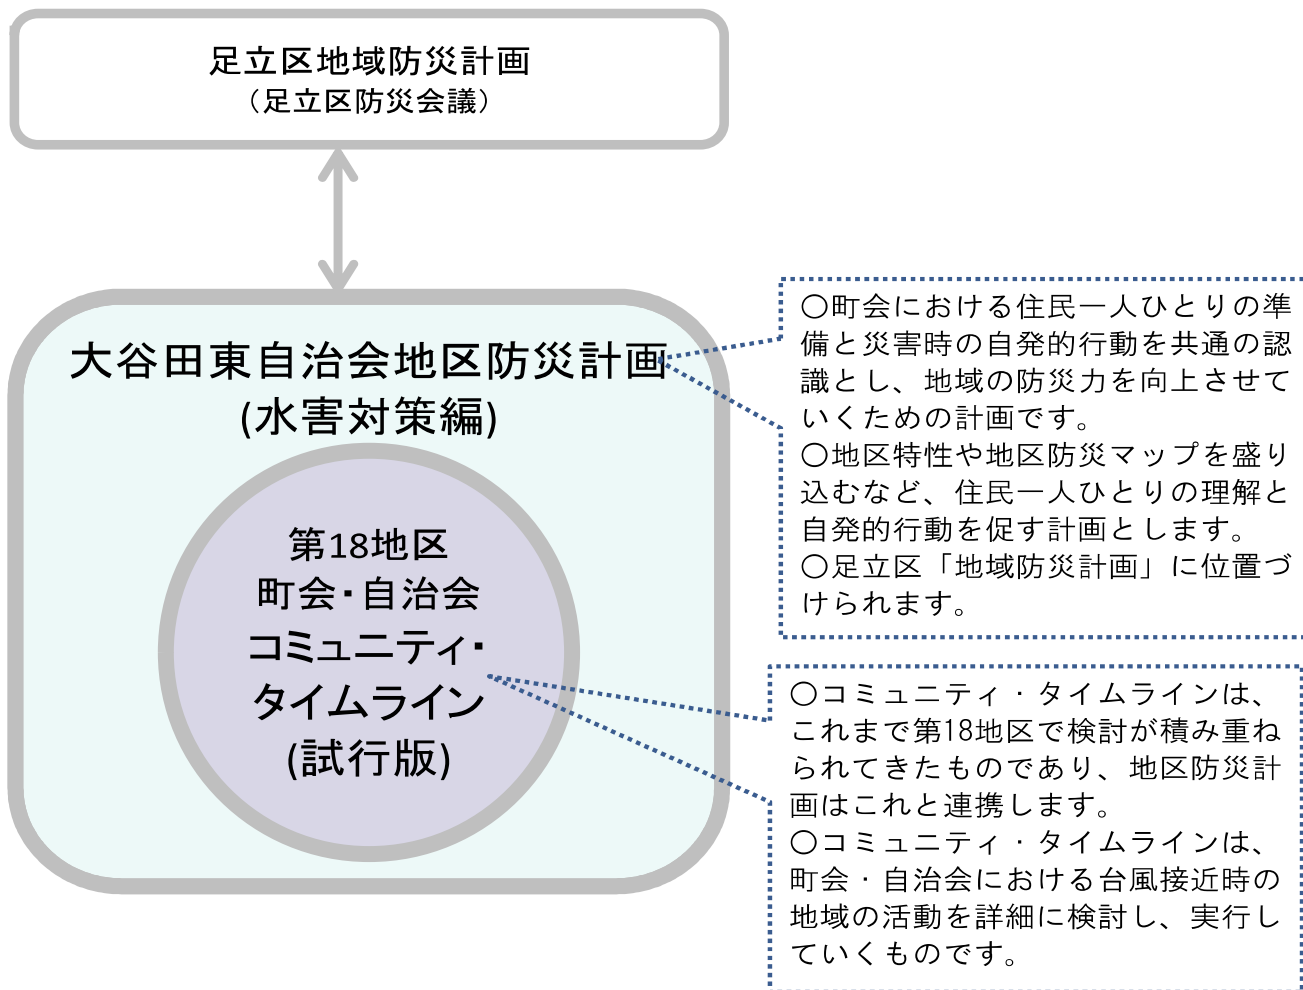 足立区地域防災計画
（足立区防災会議）
大谷田東自治会地区防災計画
(水害対策編)
第18地区
町会・自治会
コミュニティ・
タイムライン
(試行版)
〇町会における住民一人ひとりの準
備と災害時の自発的行動を共通の認
識とし、地域の防災力を向上させて
いくための計画です。
〇地区特性や地区防災マップを盛り
込むなど、住民一人ひとりの理解と
自発的行動を促す計画とします。
〇足立区「地域防災計画」に位置づ
けられます。
〇コミュニティ・タイムラインは、
これまで第18地区で検討が積み重ね
られてきたものであり、地区防災計
画はこれと連携します。
〇コミュニティ・タイムラインは、
町会・自治会における台風接近時の
地域の活動を詳細に検討し、実行し
ていくものです。